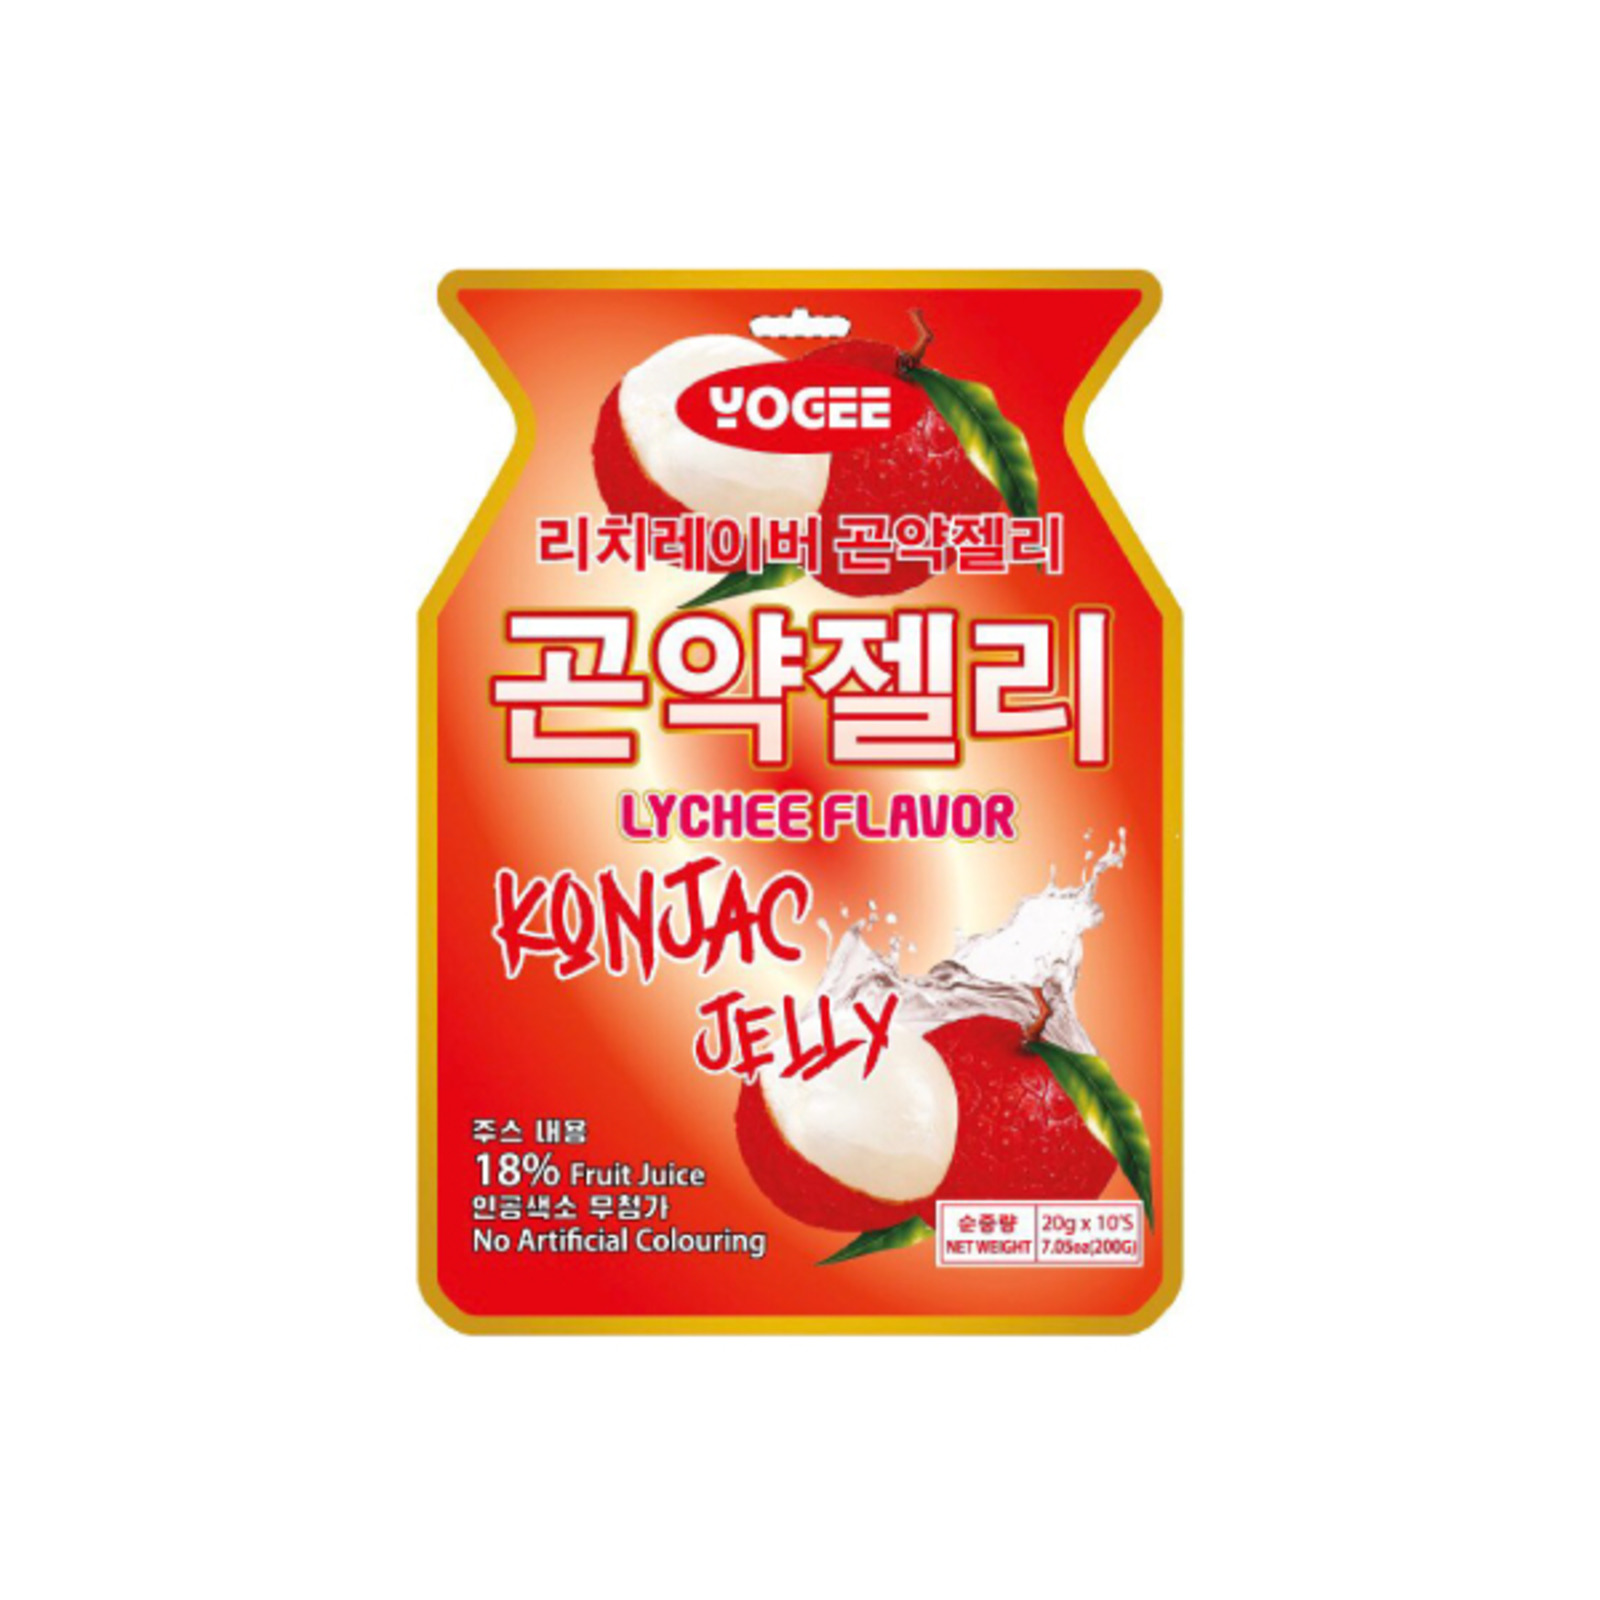 YOGEE
리치레이버 곤약젤리
곤약젤리
LYCHEE FLAVOR
KONJAC
JELLY
주스 내용
18% Fruit Juice
인공색소 무첨가
No Artificial Colouring
순중량 20g x 10'S
NET WEIGHT 7.05oz(200G)